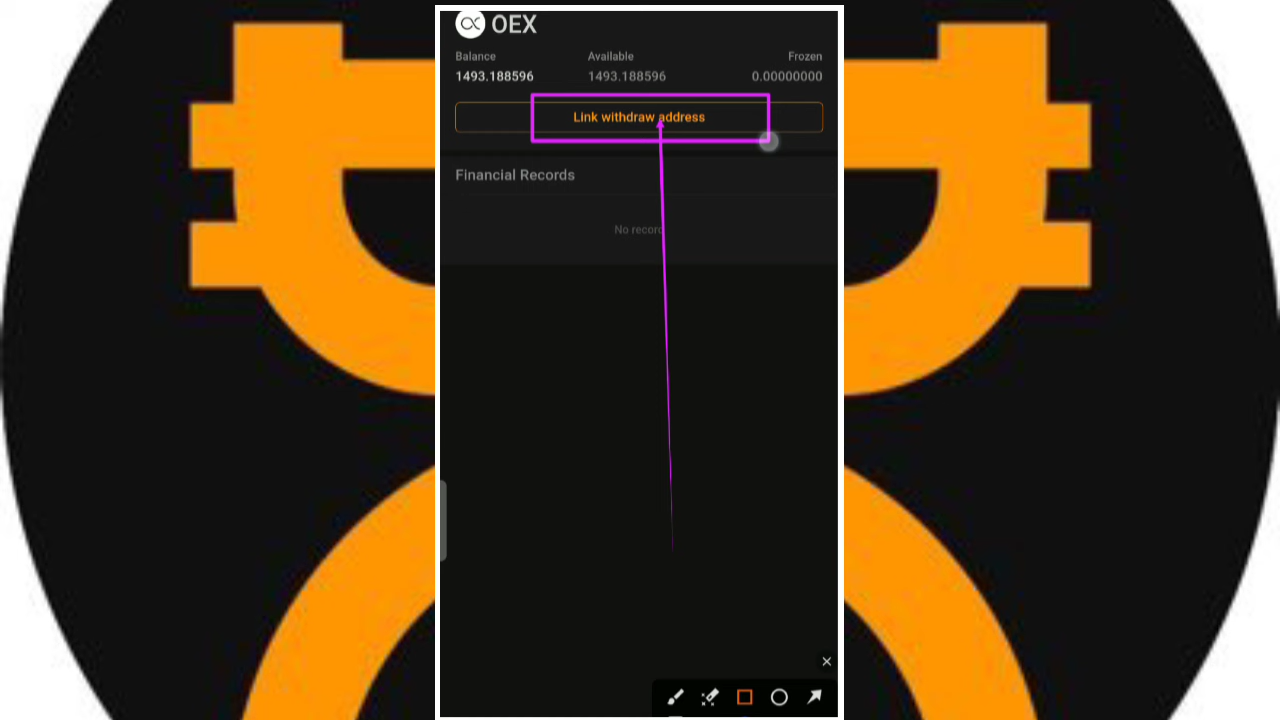 OEX
Balance Available Frozen
1493.188596 1493.188596 0.00000000
Link withdraw address
Financial Records
No record